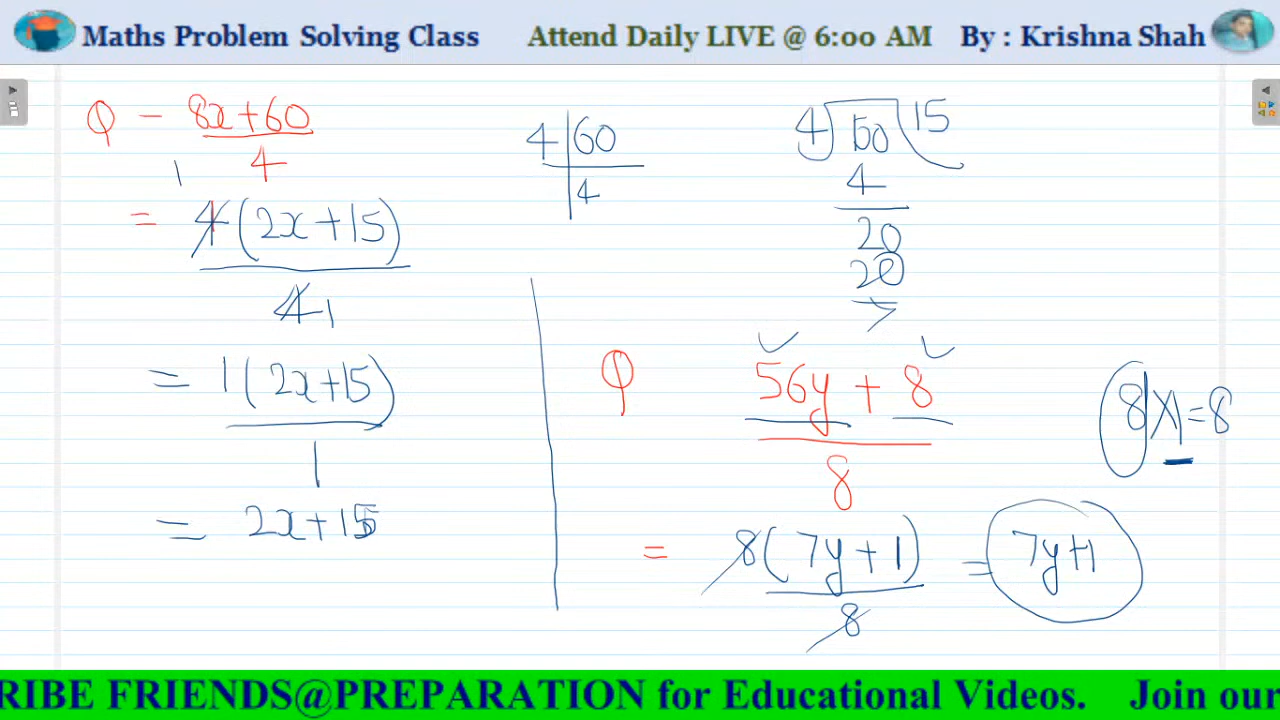 Maths Problem Solving Class Attend Daily LIVE @ 6:00 AM By : Krishna Shah
Q - 8x+60
4
1
= 4(2x+15)
4 1
= 1(2x+15)
1
= 2x+15
4 60
4
4 60 15
4
20
20
Q 56y + 8
8
8 X 1 = 8
= 8(7y+1) = 7y+1
8
RIBE FRIENDS@PREPARATION for Educational Videos. Join our